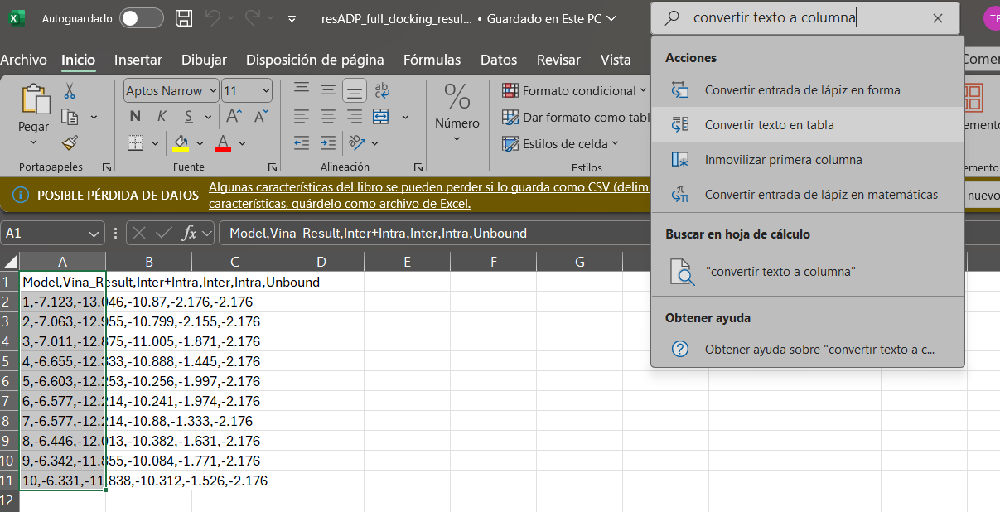 Autoguardado
resADP_full_docking_resul... • Guardado en Este PC
convertir texto a columna
TE
Archivo Inicio Insertar Dibujar Disposición de página Fórmulas Datos Revisar Vista
Pegar
Portapapeles
Aptos Narrow 11
N K S
Fuente
ab
Alineación
Número
Formato condicional
Dar formato como tabl
Estilos de celda
Estilos
POSIBLE PÉRDIDA DE DATOS
Algunas características del libro se pueden perder si lo guarda como CSV (delimi
características, guárdelo como archivo de Excel.
nuevo
Acciones
Convertir entrada de lápiz en forma
Convertir texto en tabla
Inmovilizar primera columna
Convertir entrada de lápiz en matemáticas
Buscar en hoja de cálculo
"convertir texto a columna"
Obtener ayuda
Obtener ayuda sobre "convertir texto a c...
A1
fx
Model,Vina_Result,Inter+Intra,Inter,Intra,Unbound
A B C D E F G
1 Model,Vina_Result,Inter+Intra,Inter,Intra,Unbound
2 1,-7.123,-13.046,-10.87,-2.176,-2.176
3 2,-7.063,-12.955,-10.799,-2.155,-2.176
4 3,-7.011,-12.875,-11.005,-1.871,-2.176
5 4,-6.655,-12.333,-10.888,-1.445,-2.176
6 5,-6.603,-12.253,-10.256,-1.997,-2.176
7 6,-6.577,-12.214,-10.241,-1.974,-2.176
8 7,-6.577,-12.214,-10.88,-1.333,-2.176
9 8,-6.446,-12.013,-10.382,-1.631,-2.176
10 9,-6.342,-11.855,-10.084,-1.771,-2.176
11 10,-6.331,-11.838,-10.312,-1.526,-2.176
12